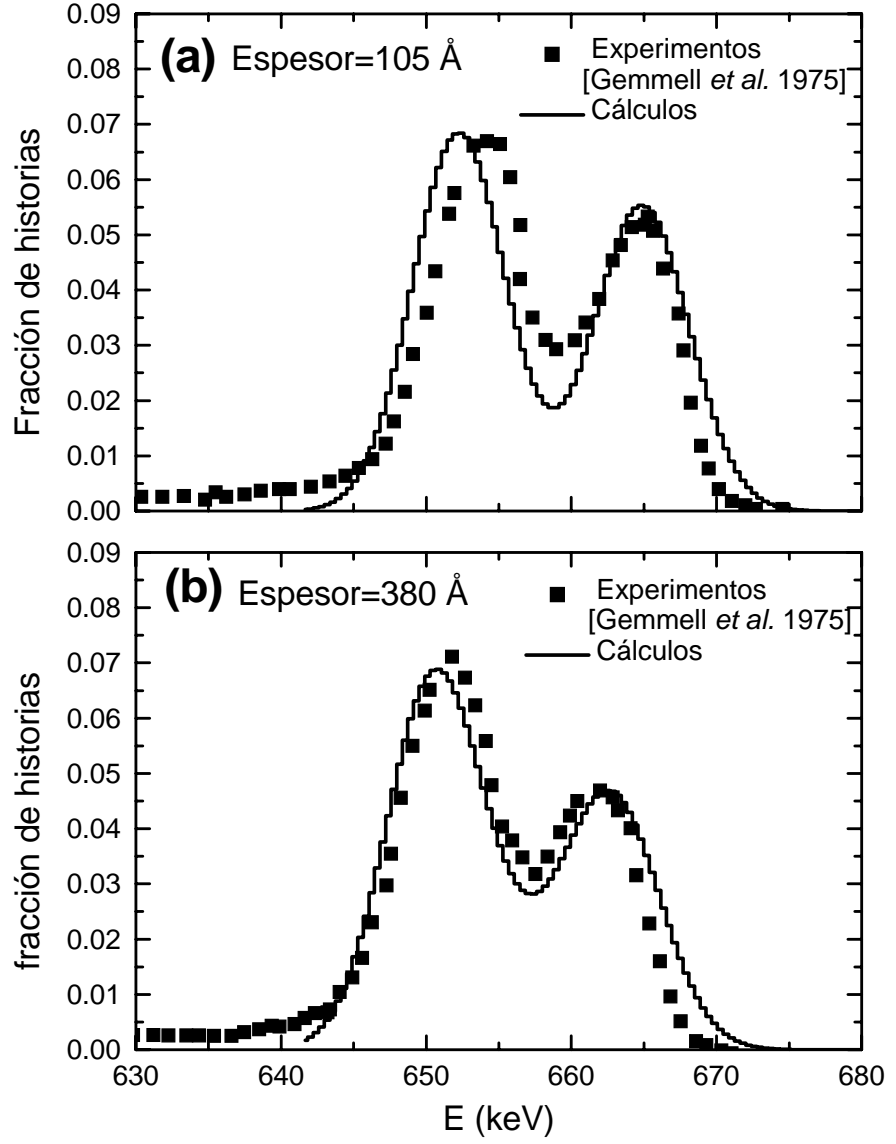 0.09
0.08
0.07
0.06
0.05
0.04
0.03
0.02
0.01
0.00
Fracción de historias
(a) Espesor=105 Å
Experimentos
[Gemmell et al. 1975]
Cálculos
0.09
0.08
0.07
0.06
0.05
0.04
0.03
0.02
0.01
0.00
fracción de historias
(b) Espesor=380 Å
Experimentos
[Gemmell et al. 1975]
Cálculos
630 640 650 660 670 680
E (keV)